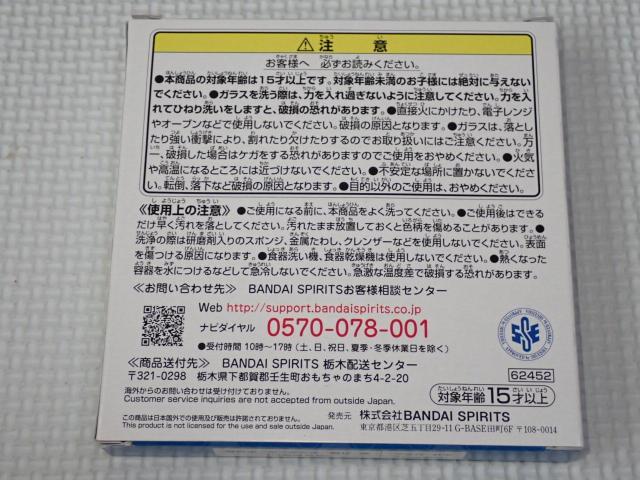 ⚠注意
お客様へ 必ずお読みください。
●本商品の対象年齢は15才以上です。対象年齢未満のお子様には絶対に与えない
でください。●ガラスを洗う際は、力を入れ過ぎないように注意してください。力を入
れてひねり洗いをしますと、破損の恐れがあります。●直接火にかけたり、電子レンジ
やオーブンなどで使用しないでください。破損の原因となります。●ガラスは、落とし
たり強い衝撃により、割れたり欠けたりするのでお取り扱いにはご注意ください。万
一、破損した場合はケガをする恐れがありますのでご使用をおやめください。●火気
や高温になるところには近づけないでください。●不安定な場所に置かないでくださ
い。転倒、落下など破損の原因となります。●目的以外のご使用は、おやめください。
《使用上の注意》●ご使用になる前に、本商品をよく洗ってください。●ご使用後はできる
だけ早く汚れを落としてください。汚れたまま放置しておくと色柄を傷めることがあります。●
洗浄の際は研磨剤入りのスポンジ、金属たわし、クレンザーなどを使用しないでください。表面
を傷つける原因になります。●食器洗い機、食器乾燥機は使用しないでください。●熱くなった
容器を水につけるなどして急冷しないでください。急激な温度差で破損する恐れがあります。
《お問い合わせ先》 BANDAI SPIRITSお客様相談センター
Web http://support.bandaispirits.co.jp
ナビダイヤル 0570-078-001
●受付時間 10時～17時(土、日、祝日、夏季・冬季休業日を除く)
《商品送付先》 BANDAI SPIRITS 栃木配送センター
〒321-0298 栃木県下都賀郡壬生町おもちゃのまち4-2-20
海外からのお問い合わせは受け付けておりません。
Customer service inquiries are not accepted from outside Japan.
この商品は日本国外での使用及び販売は許諾されておりません。
This product is not licensed for the use and sale outside Japan.
62452
対象年齢 15才以上
発売元 株式会社BANDAI SPIRITS
東京都港区芝五丁目29-11 G-BASE田町6F 〒108-0014